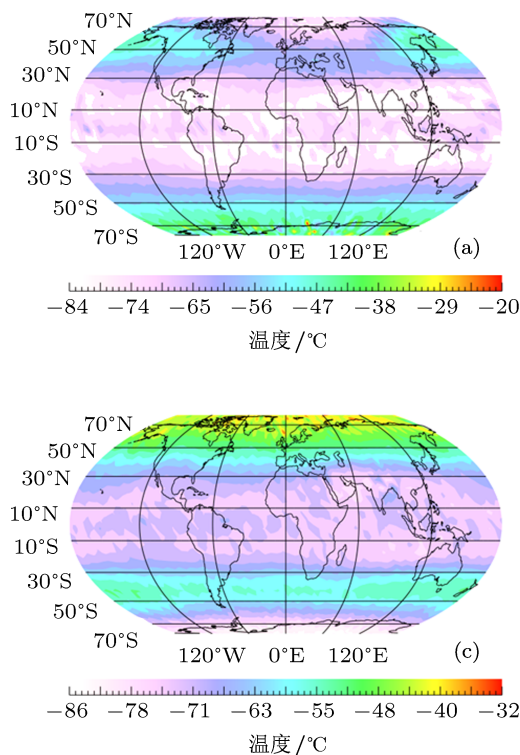 70°N
50°N
30°N
10°N
10°S
30°S
50°S
70°S
120°W 0°E 120°E (a)
−84 −74 −65 −56 −47 −38 −29 −20
温度/℃
70°N
50°N
30°N
10°N
10°S
30°S
50°S
70°S
120°W 0°E 120°E (c)
−86 −78 −71 −63 −55 −48 −40 −32
温度/℃